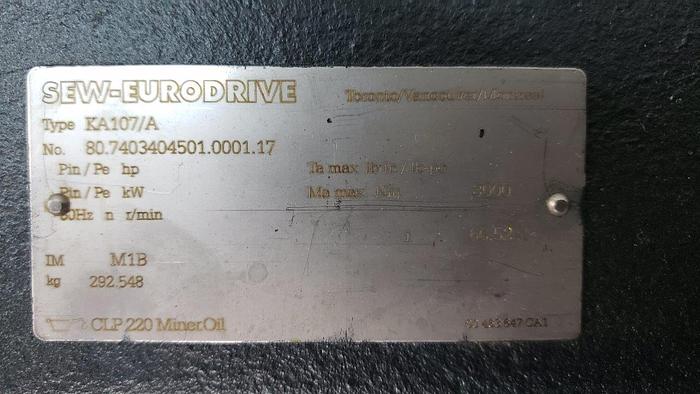 SEW-EURODRIVE Toronto/Vancouver/Montreal
Type KA107//A
No. 80.7403404501.0001.17
Pin/Pe hp Ta max lb-in /
Pin/Pe kW Ma max Nm 8000
60Hz n r/min
i
IM M1B
kg 292.548
CLP 220 Miner.Oil